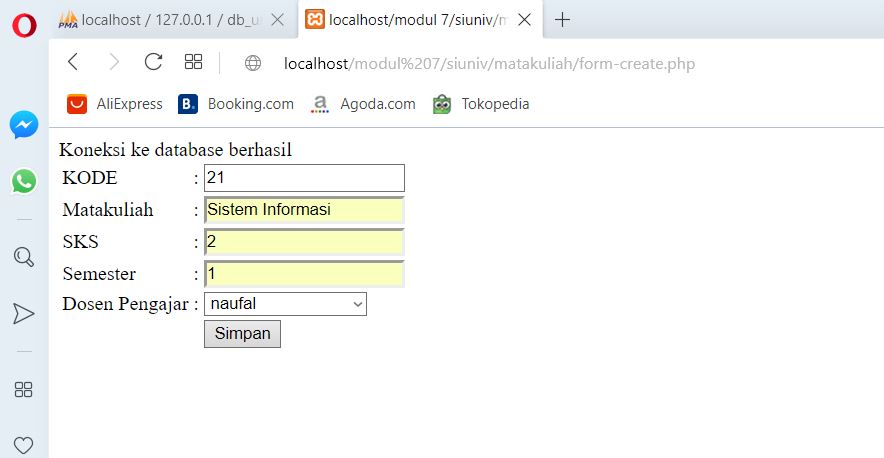 PMA localhost / 127.0.0.1 / db_u
localhost/modul 7/siuniv/m
localhost/modul%207/siuniv/matakuliah/form-create.php
AliExpress B. Booking.com a Agoda.com Tokopedia
Koneksi ke database berhasil
KODE : 21
Matakuliah : Sistem Informasi
SKS : 2
Semester : 1
Dosen Pengajar : naufal
Simpan